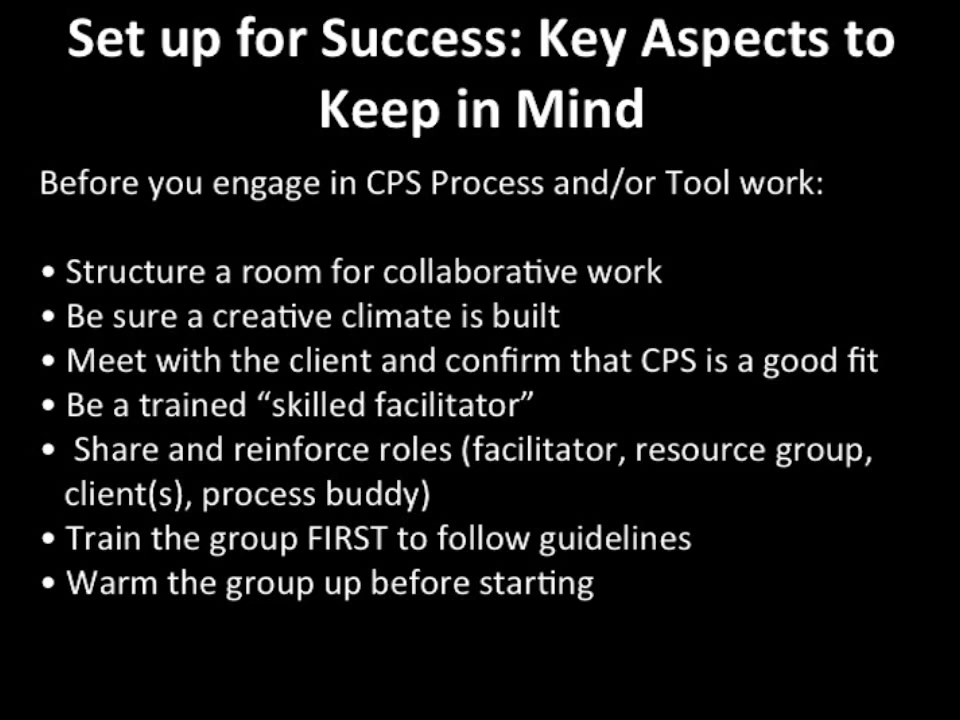 Set up for Success: Key Aspects to
Keep in Mind
Before you engage in CPS Process and/or Tool work:
• Structure a room for collaborative work
• Be sure a creative climate is built
• Meet with the client and confirm that CPS is a good fit
• Be a trained “skilled facilitator”
• Share and reinforce roles (facilitator, resource group,
client(s), process buddy)
• Train the group FIRST to follow guidelines
• Warm the group up before starting